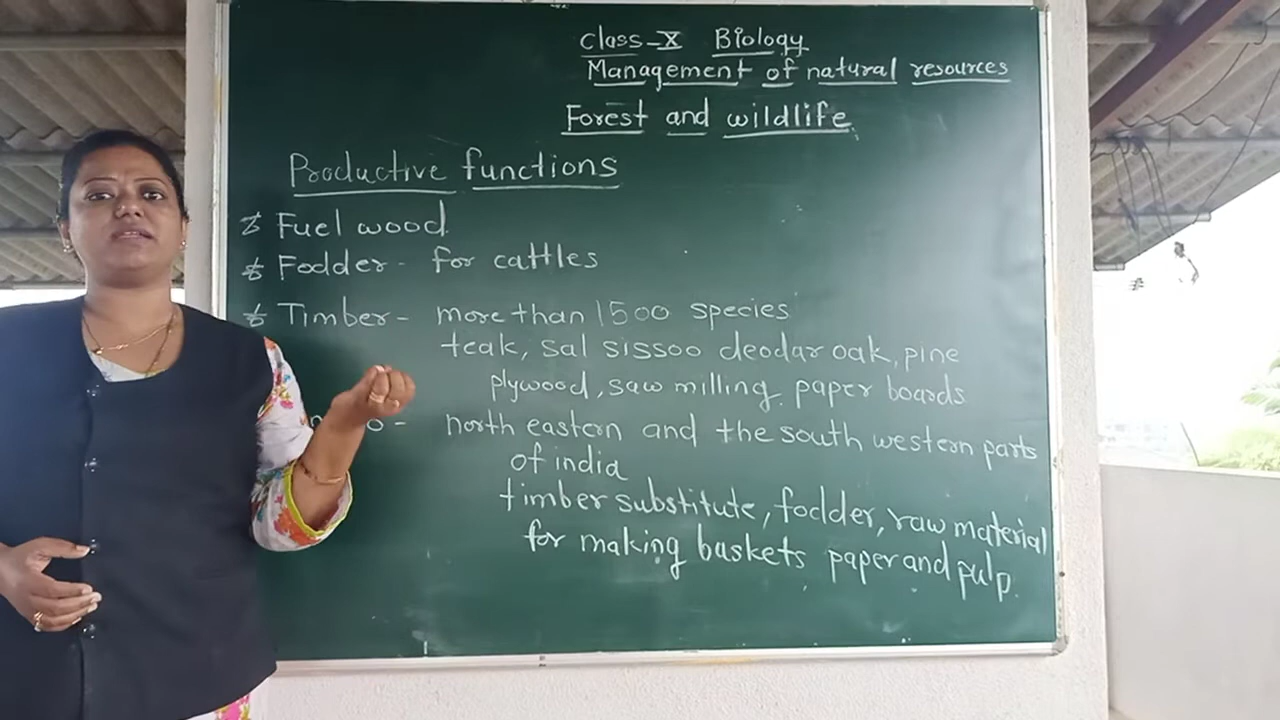 Class-X Biology
Management of natural resources
Forest and wildlife
Productive functions
* Fuel wood
* Fodder - for cattles
* Timber - more than 1500 species
teak, sal sissoo deodar oak, pine
plywood, saw milling. paper boards
- north eastern and the south western parts
of india
timber substitute, fodder, raw material
for making baskets paper and pulp.